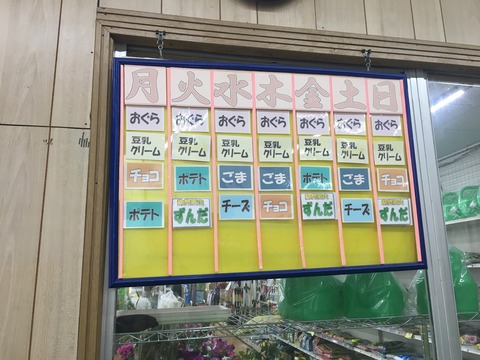 月 火 水 木 金 土 日
おぐら おぐら おぐら おぐら おぐら おぐら おぐら
豆乳クリーム 豆乳クリーム 豆乳クリーム 豆乳クリーム 豆乳クリーム 豆乳クリーム 豆乳クリーム
チョコ ポテト ごま ごま ポテト ごま チョコ
ポテト ずんだ チーズ チョコ ずんだ チーズ ずんだ